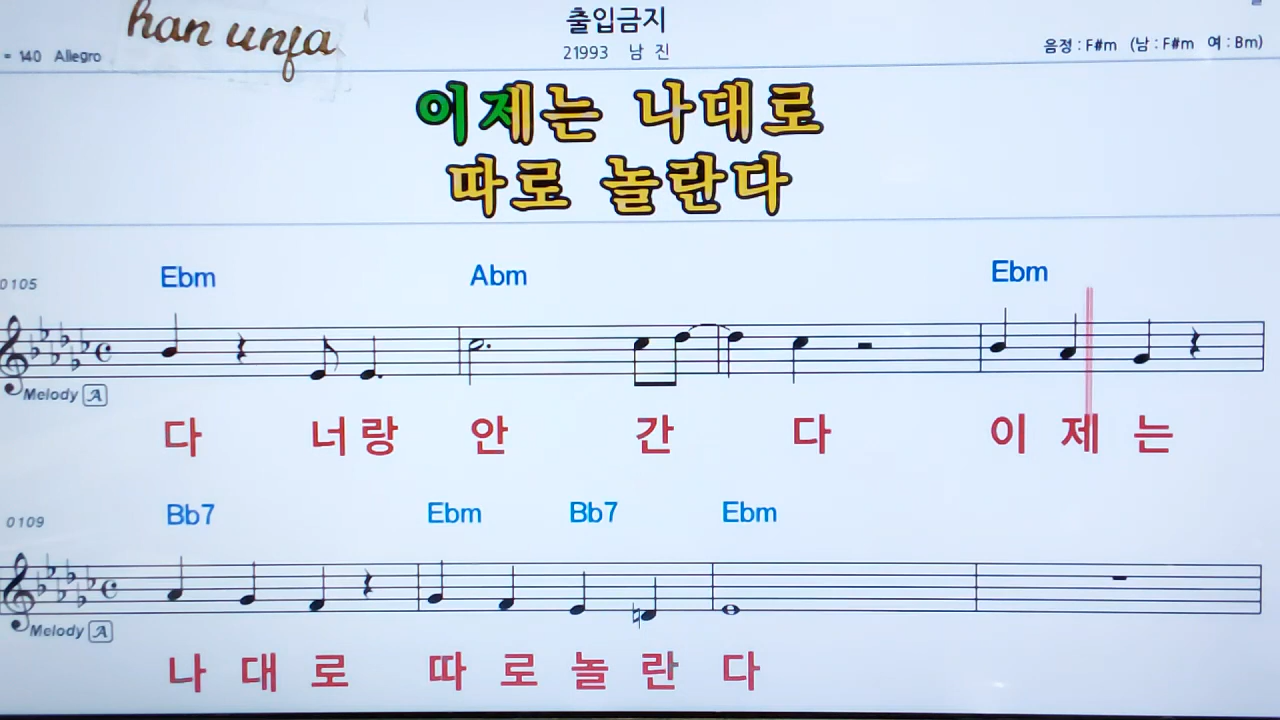 han unfa
출입금지
= 140 Allegro
21993 남 진
음정 : F#m (남 : F#m 여 : Bm)
이제는 나대로
따로 놀란다
0105
Ebm Abm Ebm
Melody A
다 너랑 안 간 다 이 제 는
0109
Bb7 Ebm Bb7 Ebm
Melody A
나 대 로 따 로 놀 란 다